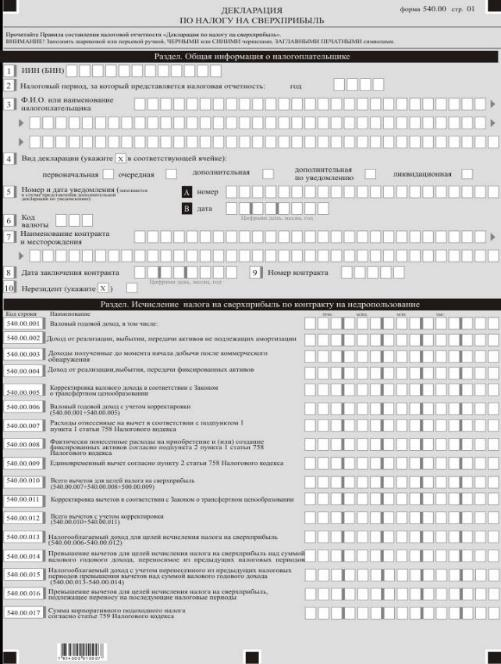 ДЕКЛАРАЦИЯ
ПО НАЛОГУ НА СВЕРХПРИБЫЛЬ
форма 540.00 стр. 01
Прочитайте Правила составления налоговой отчетности «Декларация по налогу на сверхприбыль».
ВНИМАНИЕ! Заполнять шариковой или перьевой ручкой, ЧЕРНЫМИ или СИНИМИ чернилами, ЗАГЛАВНЫМИ ПЕЧАТНЫМИ символами.
Раздел. Общая информация о налогоплательщике
1 ИИН (БИН)
2 Налоговый период, за который представляется налоговая отчетность: год
3 Ф.И.О. или наименование
налогоплательщика
4 Вид декларации (укажите X в соответствующей ячейке):
первоначальная очередная дополнительная дополнительная
по уведомлению ликвидационная
5 Номер и дата уведомления (заполняется
в случае представления дополнительной
декларации по уведомлению)
A номер
B дата
Цифрами день, месяц, год
6 Код
валюты
7 Наименование контракта
и месторождения
8 Дата заключения контракта
Цифрами день, месяц, год
9 Номер контракта
10 Нерезидент (укажите X )
Раздел. Исчисление налога на сверхприбыль по контракту на недропользование
Код строки Наименование трлн. млрд. млн. тыс.
540.00.001 Валовый годовой доход, в том числе:
540.00.002 Доход от реализации, выбытия, передачи активов не подлежащих амортизации
540.00.003 Доходы полученные до момента начала добычи после коммерческого
обнаружения
540.00.004 Доход от реализации,выбытия, передачи фиксированных активов
540.00.005 Корректировка валового дохода в соответствии с Законом
о трансфертном ценообразовании
540.00.006 Валовый годовой доход с учетом корректировки
(540.00.001+540.00.005)
540.00.007 Расходы отнесенные на вычет в соответствии с подпунктом 1
пункта 1 статьи 758 Налогового кодекса
540.00.008 Фактически понесенные расходы на приобретение и (или) создание
фиксированных активов согласно подпункта 2 пункта 1 статьи 758
Налогового кодекса
540.00.009 Единовременный вычет согласно пункту 2 статьи 758 Налогового кодекса
540.00.010 Всего вычетов для целей налога на сверхприбыль
(540.00.007+540.00.008+500.00.009)
540.00.011 Корректировка вычетов в соответствии с Законом о трансфертном ценообразовании
540.00.012 Всего вычетов с учетом корректировки
(540.00.010+540.00.011)
540.00.013 Налогооблагаемый доход для целей исчисления налога на сверхприбыль
(540.00.006-540.00.012)
540.00.014 Превышение вычетов для целей исчисления налога на сверхприбыль над суммой
валового годового дохода, переносимое из предыдущих налоговых периодов
540.00.015 Налогооблагаемый доход с учетом перенесенного из предыдущих налоговых
периодов превышения вычетов над суммой валового годового дохода
(540.00.013-540.00.014)
540.00.016 Превышение вычетов для целей исчисления налога на сверхприбыль,
подлежащее переносу на последующие налоговые периоды
540.00.017 Сумма корпоративного подоходного налога
согласно статье 759 Налогового кодекса